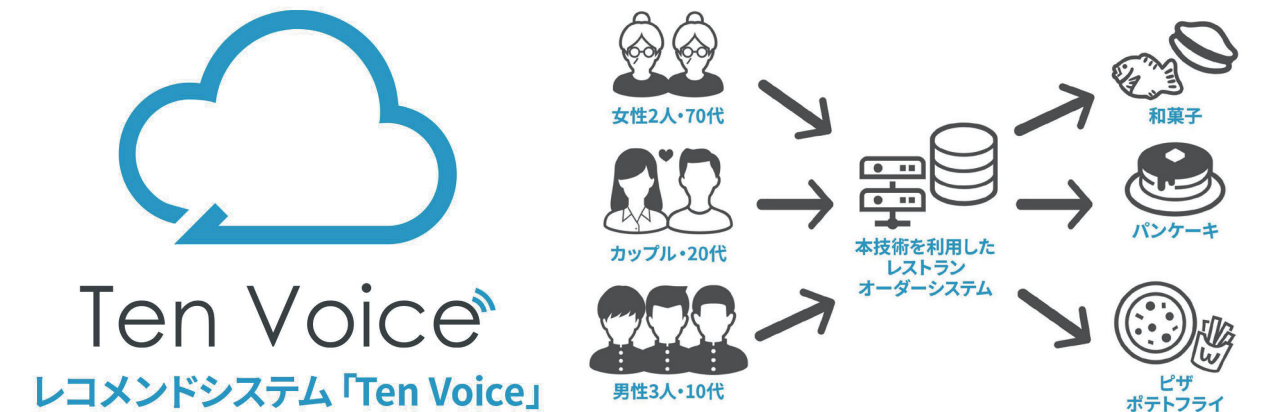 Ten Voice
レコメンドシステム「Ten Voice」
女性2人・70代
カップル・20代
男性3人・10代
本技術を利用した
レストラン
オーダーシステム
和菓子
パンケーキ
W
ピザ
ポテトフライ